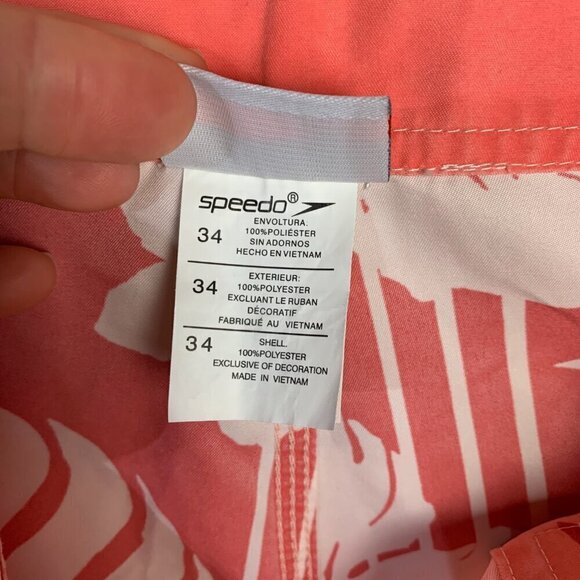 speedo®
ENVOLTURA.
34 100%POLIÉSTER
SIN ADORNOS
HECHO EN VIETNAM
EXTERIEUR:
34 100%POLYESTER
EXCLUANT LE RUBAN
DÉCORATIF
FABRIQUÉ AU VIETNAM
34 SHELL.
100%POLYESTER
EXCLUSIVE OF DECORATION
MADE IN VIETNAM